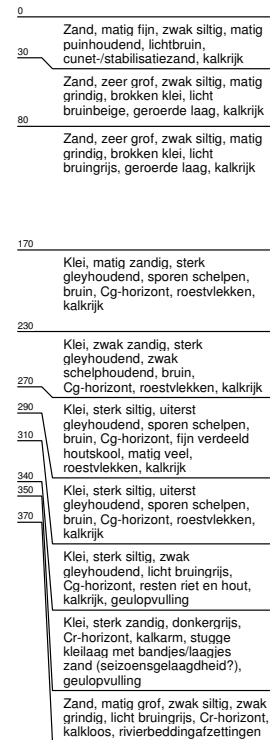 0
Zand, matig fijn, zwak siltig, matig
puinhoudend, lichtbruin,
cunet-/stabilisatiezand, kalkrijk
30
Zand, zeer grof, zwak siltig, matig
grindig, brokken klei, licht
bruinbeige, geroerde laag, kalkrijk
80
Zand, zeer grof, zwak siltig, matig
grindig, brokken klei, licht
bruingrijs, geroerde laag, kalkrijk
170
Klei, matig zandig, sterk
gleyhoudend, sporen schelpen,
bruin, Cg-horizont, roestvlekken,
kalkrijk
230
Klei, zwak zandig, sterk
gleyhoudend, zwak
schelphoudend, bruin,
Cg-horizont, roestvlekken, kalkrijk
270
Klei, sterk siltig, uiterst
gleyhoudend, sporen schelpen,
bruin, Cg-horizont, fijn verdeeld
houtskool, matig veel,
roestvlekken, kalkrijk
290
Klei, sterk siltig, uiterst
gleyhoudend, sporen schelpen,
bruin, Cg-horizont, roestvlekken,
kalkrijk
310
Klei, sterk siltig, zwak
gleyhoudend, licht bruingrijs,
Cg-horizont, resten riet en hout,
kalkrijk, geulopvulling
340
Klei, sterk zandig, donkergrijs,
Cr-horizont, kalkarm, stugge
kleilaag met bandjes/laagjes
zand (seizoensgelaagdheid?),
geulopvulling
350
Zand, matig grof, zwak siltig, zwak
grindig, licht bruingrijs, Cr-horizont,
kalkloos, rivierbeddingafzettingen
370